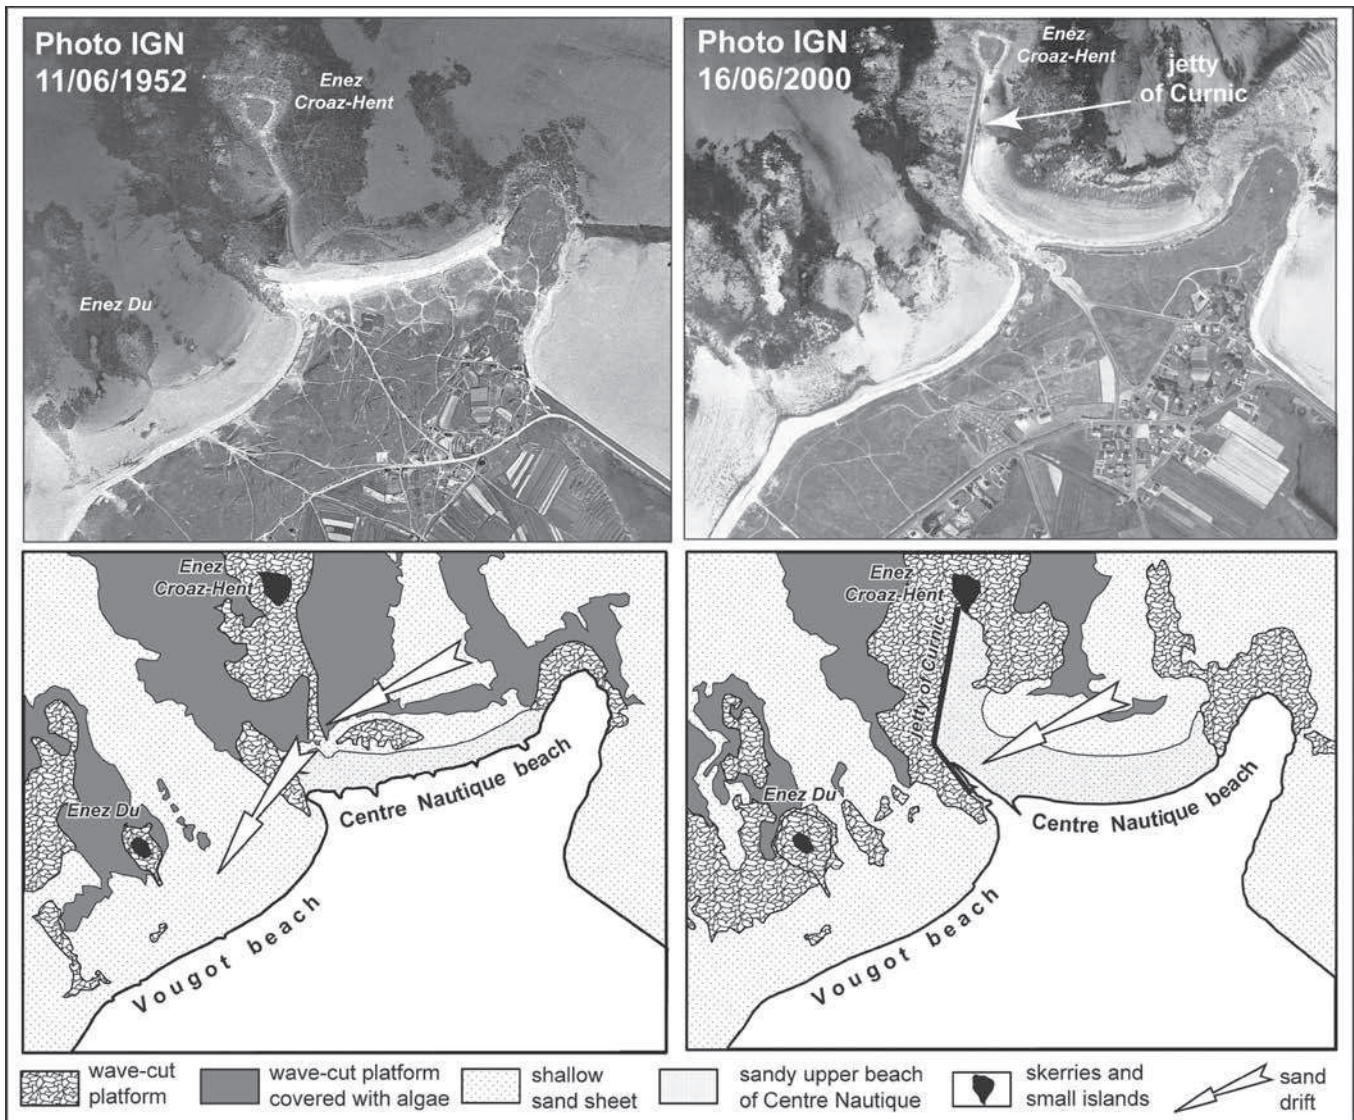 Photo IGN
11/06/1952
Enez
Croaz-Hent
Enez Du
Photo IGN
16/06/2000
Enez
Croaz-Hent
jetty
of Curnic
Enez
Croaz-Hent
Enez Du
Centre Nautique beach
Vougot beach
Enez
Croaz-Hent
jetty of Curnic
Enez Du
Centre Nautique beach
Vougot beach
wave-cut
platform
wave-cut platform
covered with algae
shallow
sand sheet
sandy upper beach
of Centre Nautique
skerries and
small islands
sand
drift